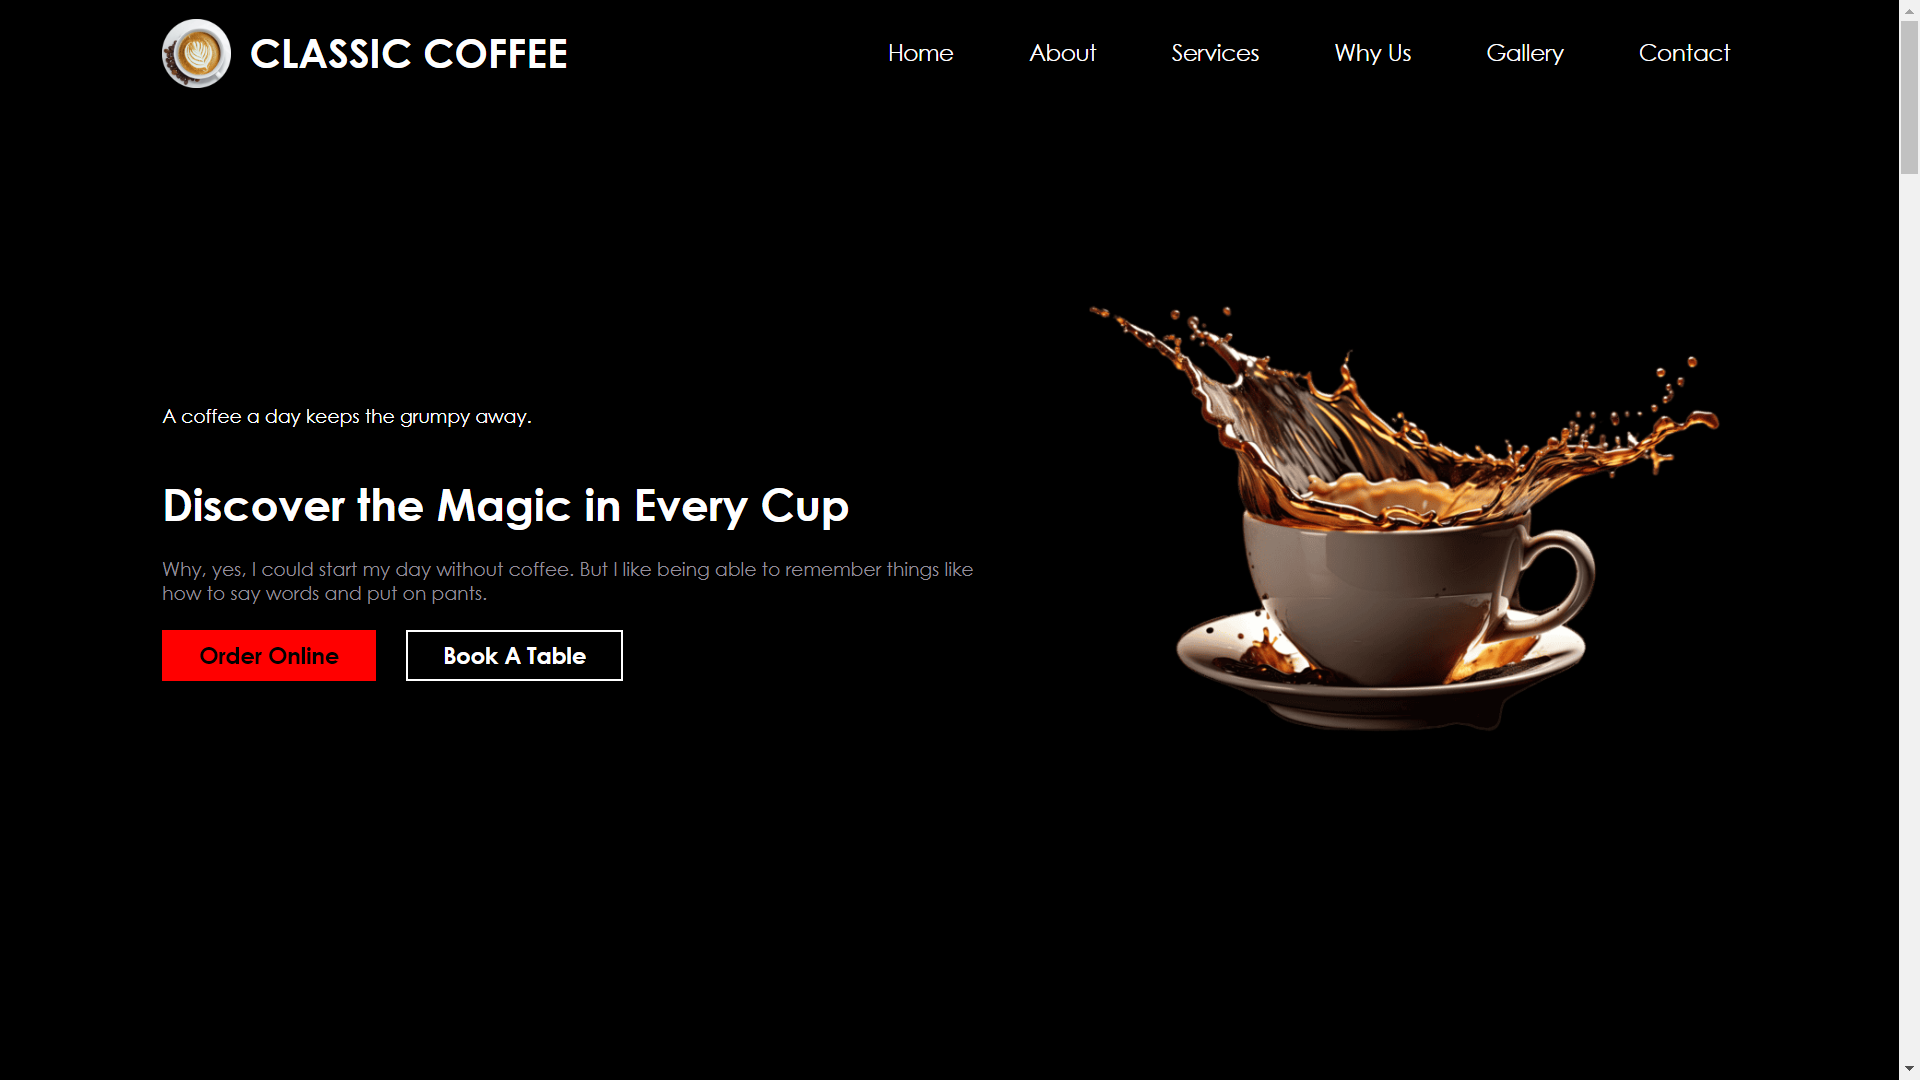 CLASSIC COFFEE
Home About Services Why Us Gallery Contact
A coffee a day keeps the grumpy away.
Discover the Magic in Every Cup
Why, yes, I could start my day without coffee. But I like being able to remember things like
how to say words and put on pants.
Order Online
Book A Table